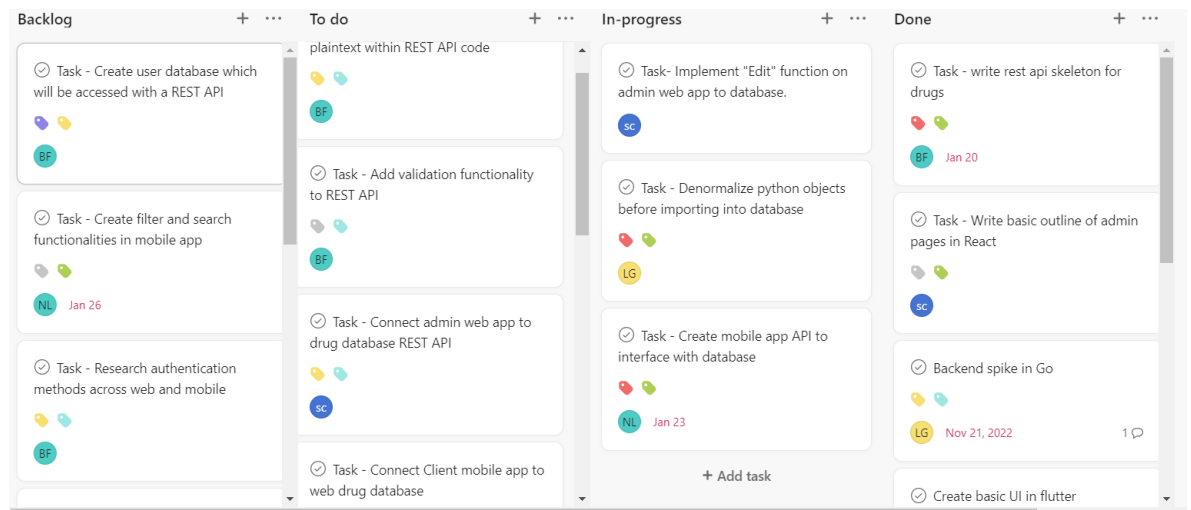 Backlog
Task - Create user database which
will be accessed with a REST API
BF
Task - Create filter and search
functionalities in mobile app
NL Jan 26
Task - Research authentication
methods across web and mobile
BF
To do
plaintext within REST API code
BF
Task - Add validation functionality
to REST API
BF
Task - Connect admin web app to
drug database REST API
SC
Task - Connect Client mobile app to
web drug database
In-progress
Task- Implement "Edit" function on
admin web app to database.
SC
Task - Denormalize python objects
before importing into database
LG
Task - Create mobile app API to
interface with database
NL Jan 23
+ Add task
Done
Task - write rest api skeleton for
drugs
BF Jan 20
Task - Write basic outline of admin
pages in React
SC
Backend spike in Go
LG Nov 21, 2022 1
Create basic UI in flutter